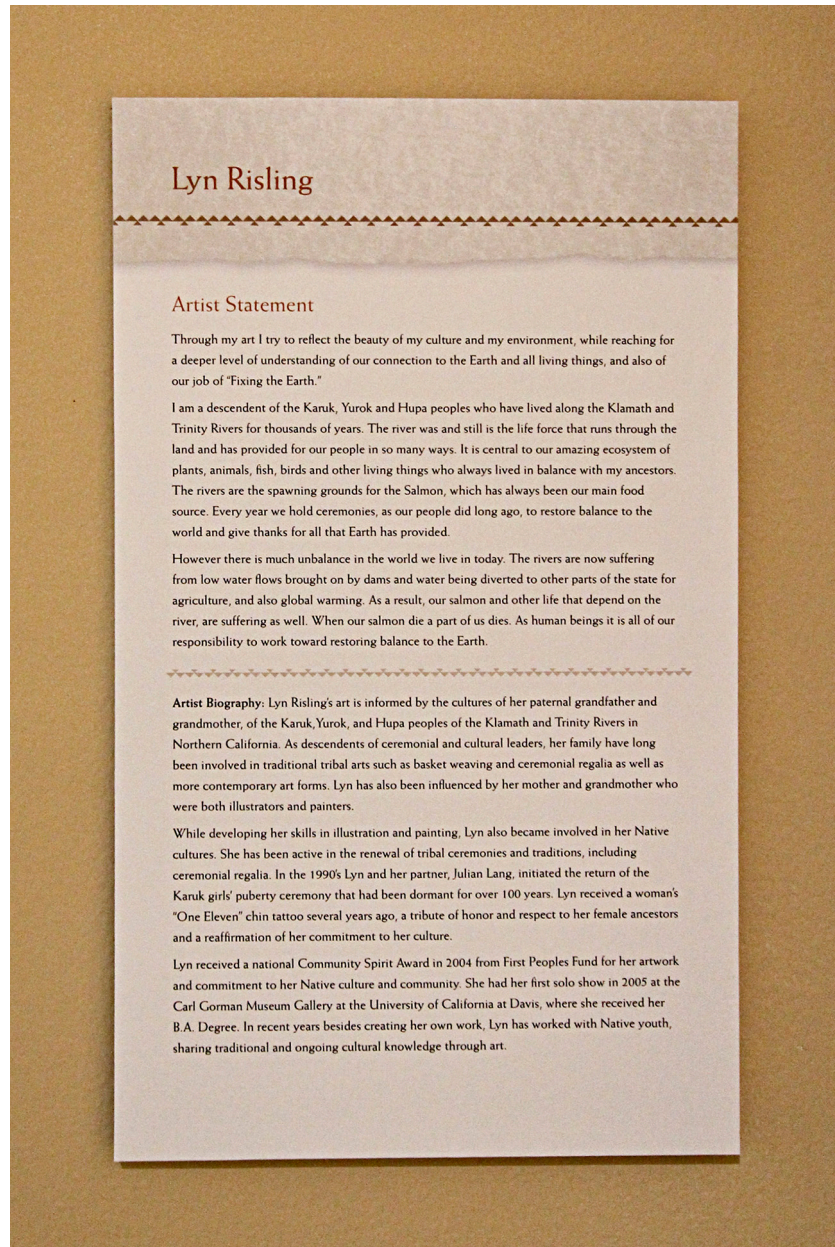 Lyn Risling
Artist Statement
Through my art I try to reflect the beauty of my culture and my environment, while reaching for
a deeper level of understanding of our connection to the Earth and all living things, and also of
our job of “Fixing the Earth.”
I am a descendent of the Karuk, Yurok and Hupa peoples who have lived along the Klamath and
Trinity Rivers for thousands of years. The river was and still is the life force that runs through the
land and has provided for our people in so many ways. It is central to our amazing ecosystem of
plants, animals, fish, birds and other living things who always lived in balance with my ancestors.
The rivers are the spawning grounds for the Salmon, which has always been our main food
source. Every year we hold ceremonies, as our people did long ago, to restore balance to the
world and give thanks for all that Earth has provided.
However there is much unbalance in the world we live in today. The rivers are now suffering
from low water flows brought on by dams and water being diverted to other parts of the state for
agriculture, and also global warming. As a result, our salmon and other life that depend on the
river, are suffering as well. When our salmon die a part of us dies. As human beings it is all of our
responsibility to work toward restoring balance to the Earth.
Artist Biography: Lyn Risling’s art is informed by the cultures of her paternal grandfather and
grandmother, of the Karuk,Yurok, and Hupa peoples of the Klamath and Trinity Rivers in
Northern California. As descendents of ceremonial and cultural leaders, her family have long
been involved in traditional tribal arts such as basket weaving and ceremonial regalia as well as
more contemporary art forms. Lyn has also been influenced by her mother and grandmother who
were both illustrators and painters.
While developing her skills in illustration and painting, Lyn also became involved in her Native
cultures. She has been active in the renewal of tribal ceremonies and traditions, including
ceremonial regalia. In the 1990’s Lyn and her partner, Julian Lang, initiated the return of the
Karuk girls’ puberty ceremony that had been dormant for over 100 years. Lyn received a woman’s
“One Eleven” chin tattoo several years ago, a tribute of honor and respect to her female ancestors
and a reaffirmation of her commitment to her culture.
Lyn received a national Community Spirit Award in 2004 from First Peoples Fund for her artwork
and commitment to her Native culture and community. She had her first solo show in 2005 at the
Carl Gorman Museum Gallery at the University of California at Davis, where she received her
B.A. Degree. In recent years besides creating her own work, Lyn has worked with Native youth,
sharing traditional and ongoing cultural knowledge through art.